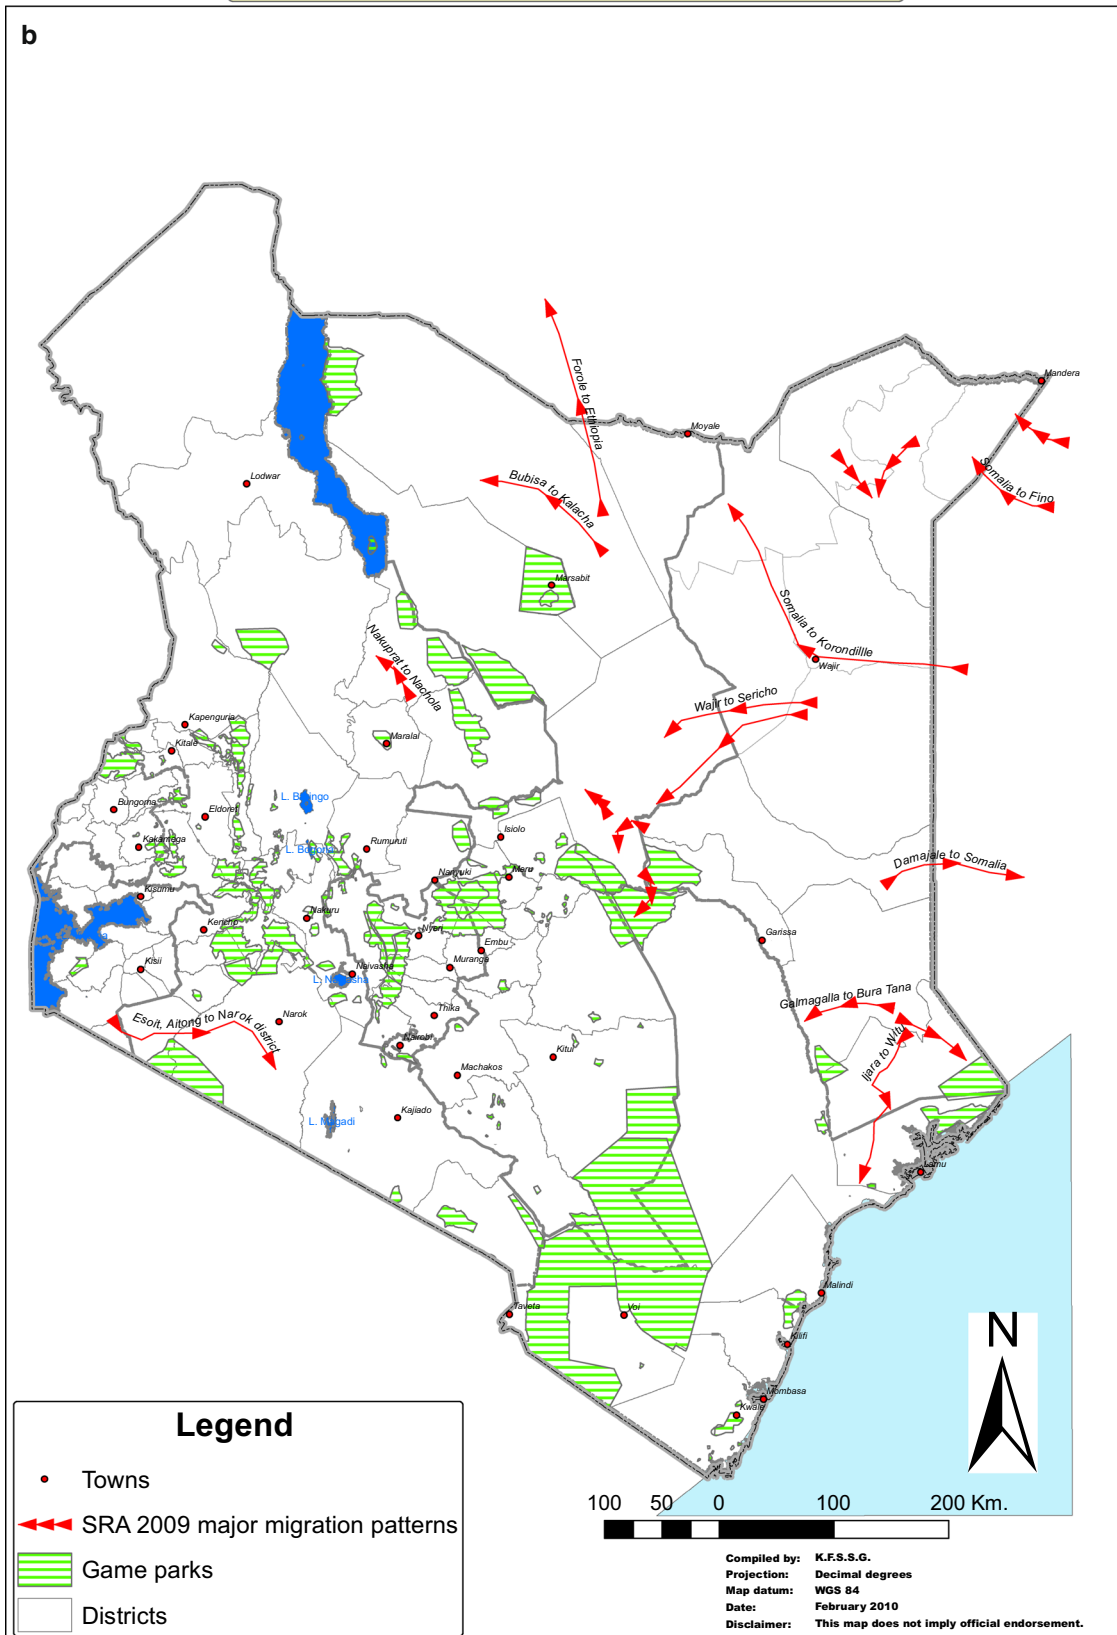 b
Mandera
Forole to Ethiopia
Moyale
Somalia to Fino
Lodwar
Bubisa to Kalacha
Marsabit
Somalia to Korondillle
Wajir
Nakuprat to Nachola
Wajir to Sericho
Kapenguria
Maralal
Kitale
L. Baringo
Bungoma
Eldoret
Isiolo
Kakamega
Rumuruti
L. Bogoria
Damajale to Somalia
Nanyuki
Meru
Kisumu
Nakuru
Kericho
Nyeri
Garissa
Embu
Kisii
Muranga
Naivasha
L. Naivasha
Galmagalla to Bura Tana
Esoit, Aitong to Narok district
Narok
Thika
Ijara to Witu
Nairobi
Kitui
Machakos
Kajiado
L. Magadi
Lamu
Malindi
Taveta
Voi
Kilifi
N
Mombasa
Kwale
Legend
Towns
SRA 2009 major migration patterns
Game parks
Districts
100 50 0 100 200 Km.
Compiled by: K.F.S.S.G.
Projection: Decimal degrees
Map datum: WGS 84
Date: February 2010
Disclaimer: This map does not imply official endorsement.